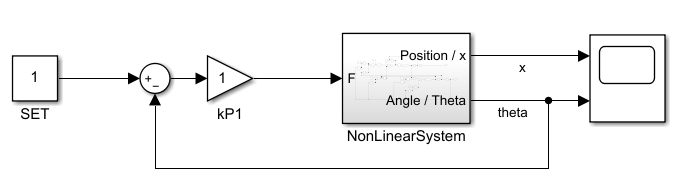 1
SET
+
−
1
kP1
F
Position / x
Angle / Theta
NonLinearSystem
x
theta